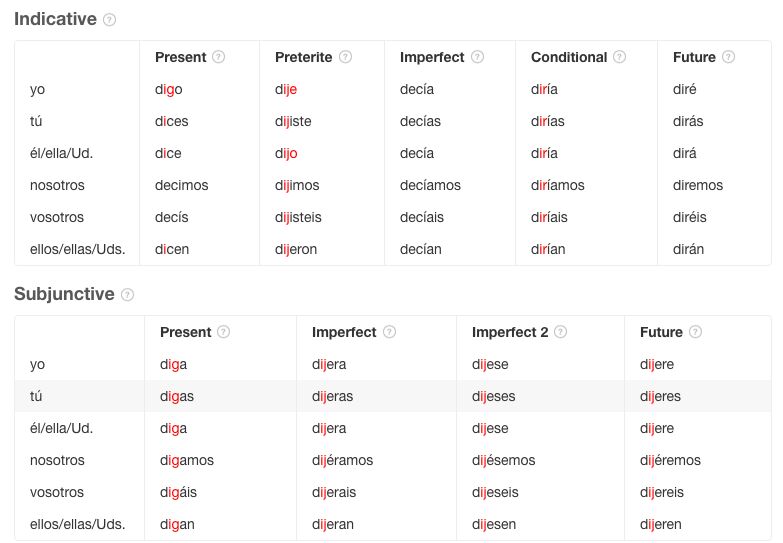 Indicative ?
Present ? Preterite ? Imperfect ? Conditional ? Future ?
yo digo dije decía diría diré
tú dices dijiste decías dirías dirás
él/ella/Ud. dice dijo decía diría dirá
nosotros decimos dijimos decíamos diríamos diremos
vosotros decís dijisteis decíais diríais diréis
ellos/ellas/Uds. dicen dijeron decían dirían dirán
Subjunctive ?
Present ? Imperfect ? Imperfect 2 ? Future ?
yo diga dijera dijese dijere
tú digas dijeras dijeses dijeres
él/ella/Ud. diga dijera dijese dijere
nosotros digamos dijéramos dijésemos dijéremos
vosotros digáis dijerais dijeseis dijereis
ellos/ellas/Uds. digan dijeran dijesen dijeren